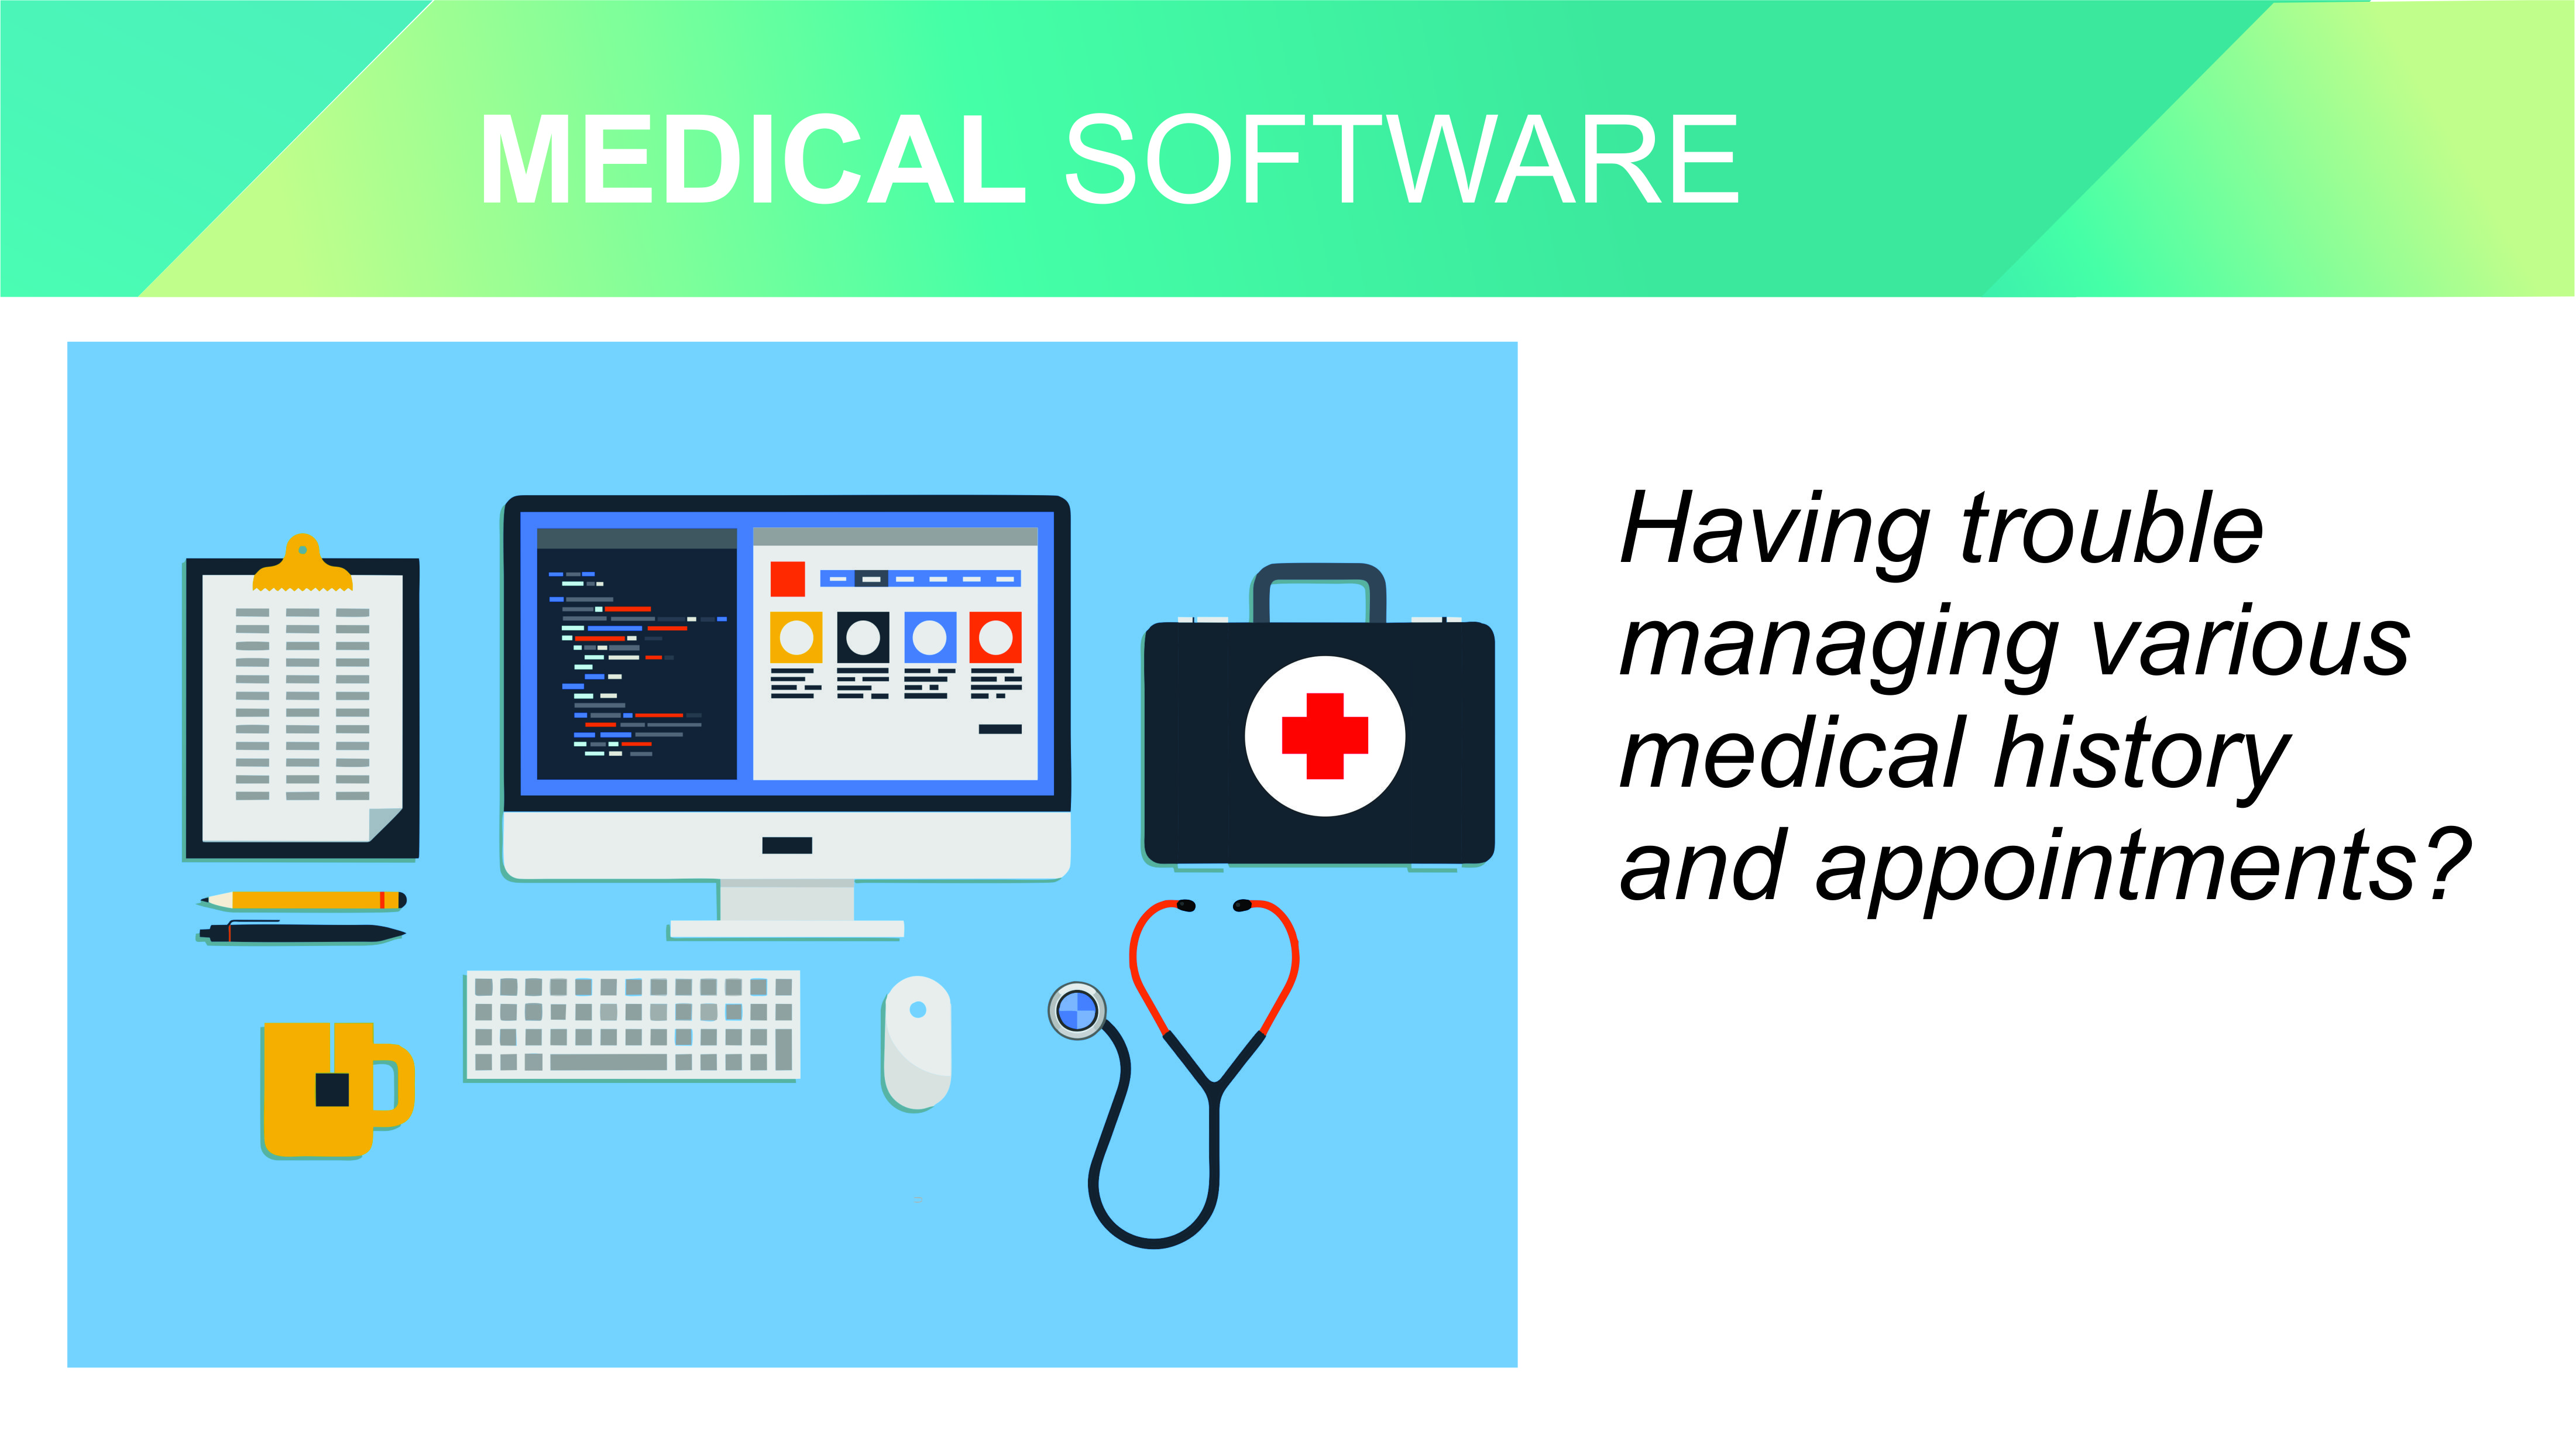 MEDICAL SOFTWARE
Having trouble
managing various
medical history
and appointments?